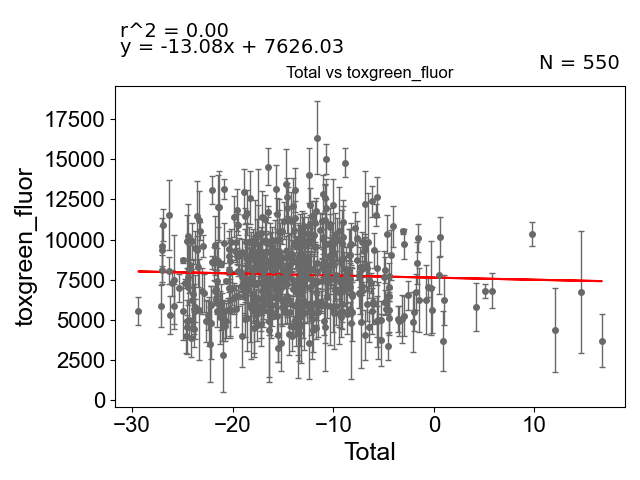 r^2 = 0.00
y = -13.08x + 7626.03
N = 550
Total vs toxgreen_fluor
17500
15000
12500
10000
7500
5000
2500
0
toxgreen_fluor
−30
−20
−10
0
10
Total